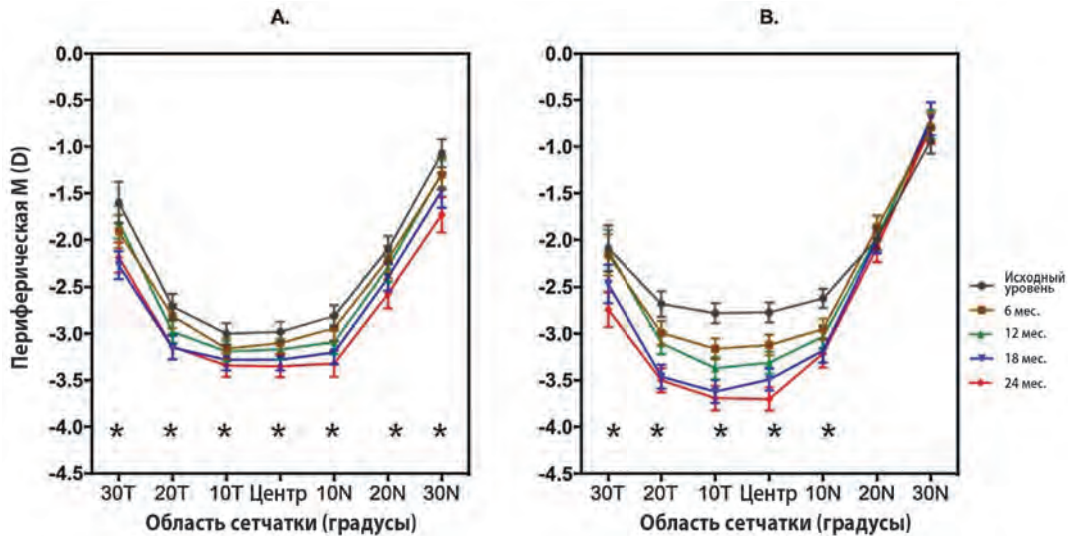 A.
B.
0.0
-0.5
-1.0
-1.5
-2.0
-2.5
-3.0
-3.5
-4.0
-4.5
Периферическая M (D)
* * * * * * *
30T 20T 10T Центр 10N 20N 30N
Область сетчатки (градусы)
0.0
-0.5
-1.0
-1.5
-2.0
-2.5
-3.0
-3.5
-4.0
-4.5
* * * * *
30T 20T 10T Центр 10N 20N 30N
Область сетчатки (градусы)
Исходный
уровень
6 мес.
12 мес.
18 мес.
24 мес.